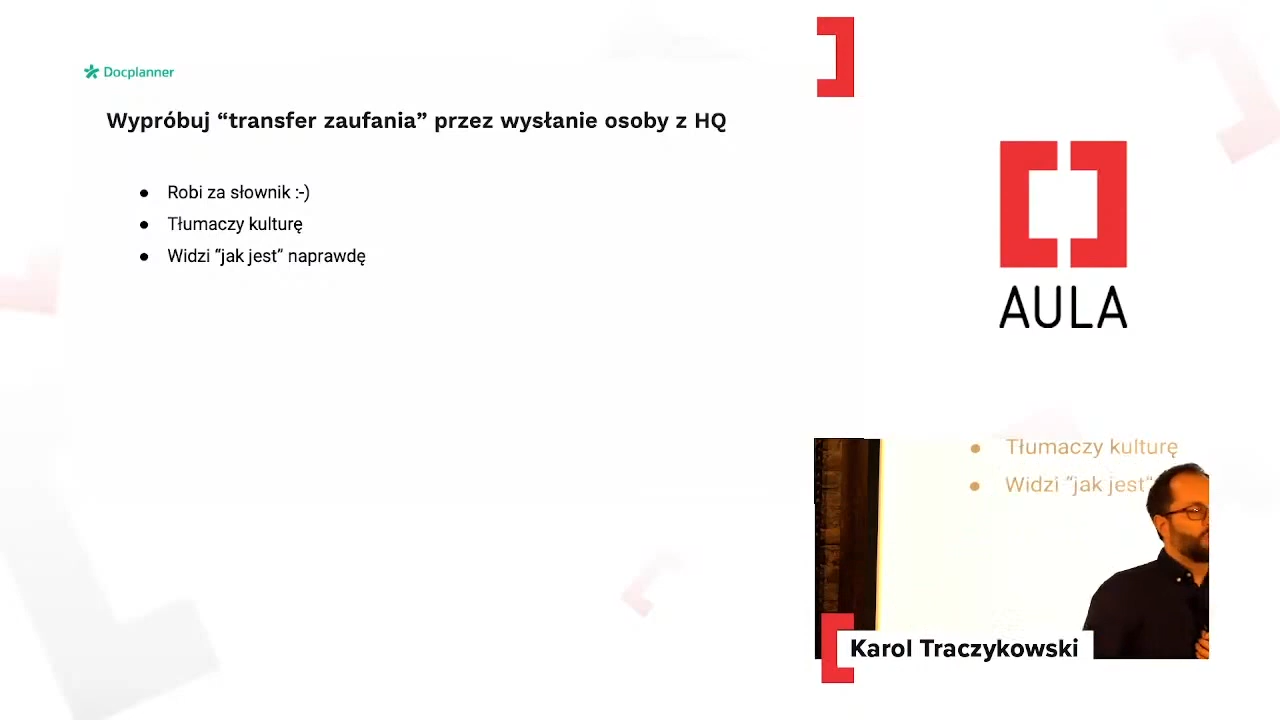 Docplanner
Wypróbuj “transfer zaufania” przez wysłanie osoby z HQ
● Robi za słownik :-)
● Tłumaczy kulturę
● Widzi “jak jest” naprawdę
AULA
● Tłumaczy kulturę
● Widzi “jak jest”
Karol Traczykowski